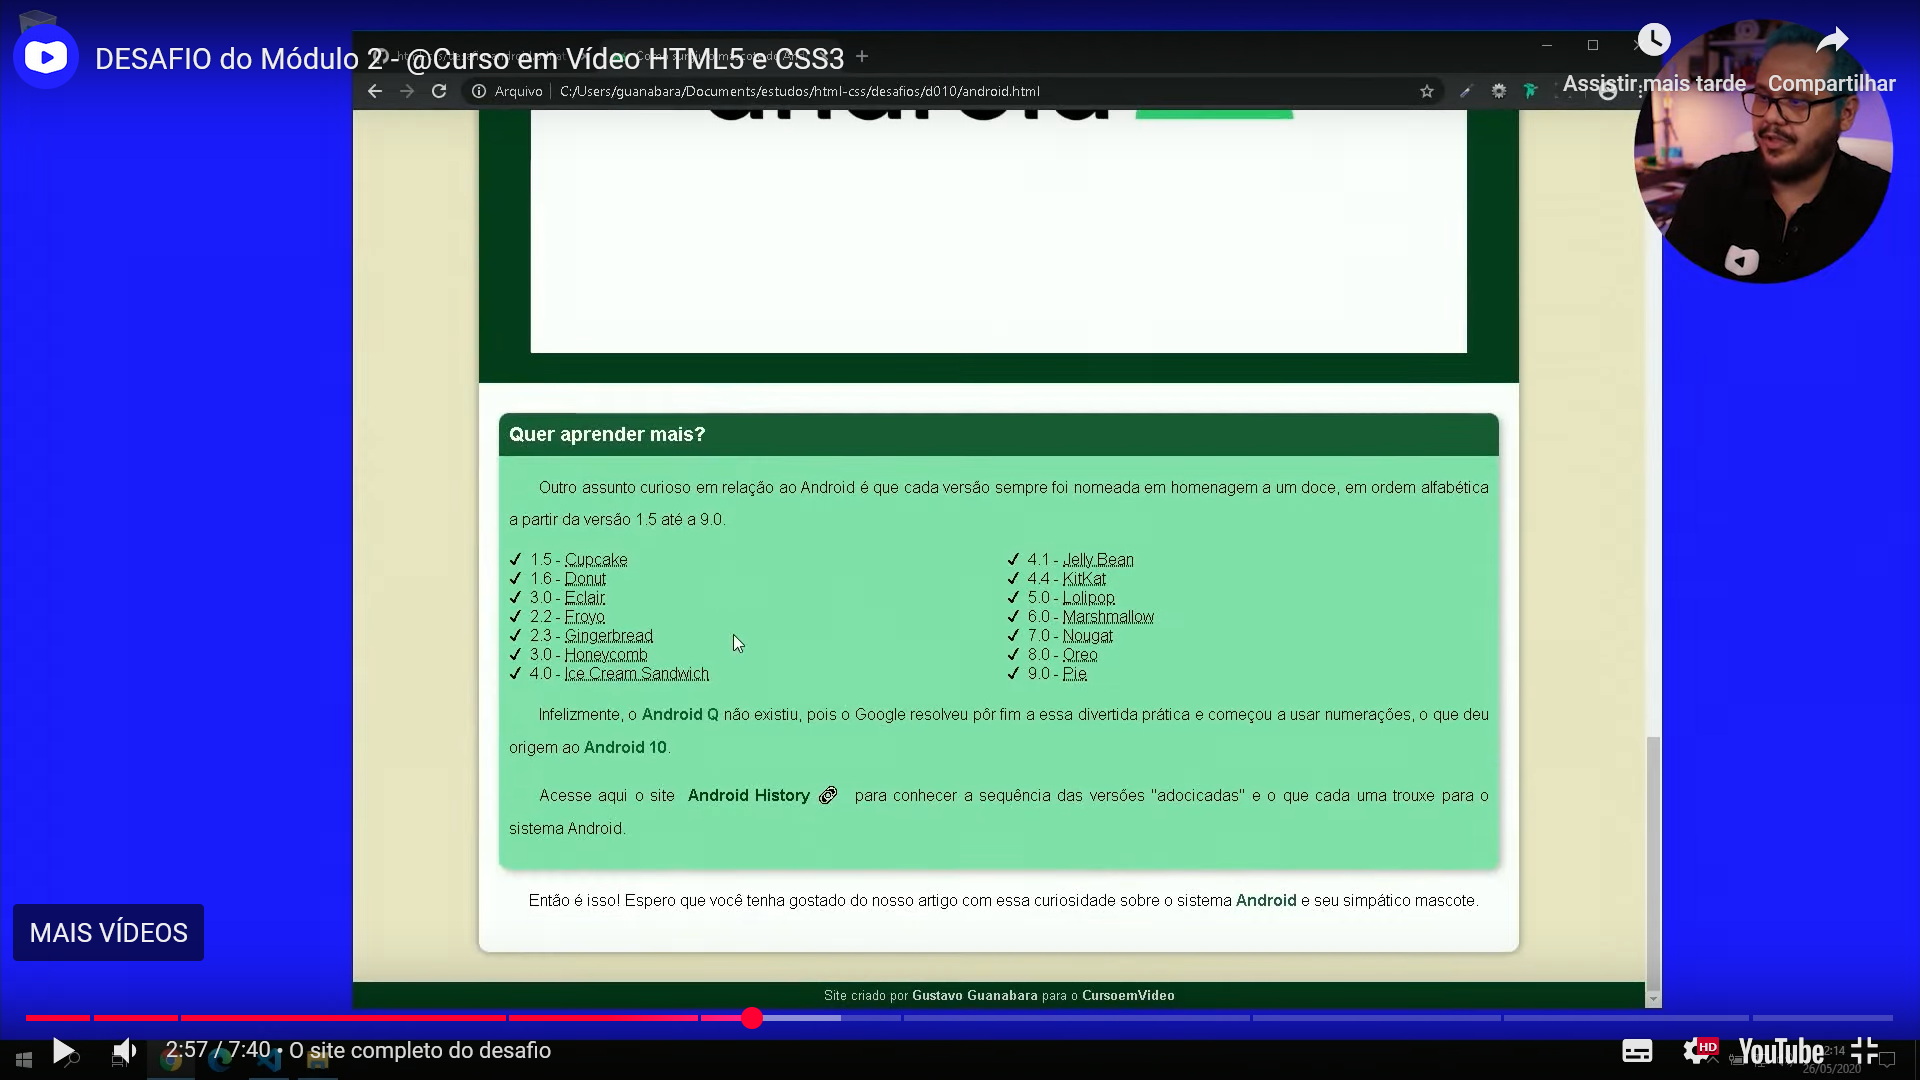 DESAFIO do Módulo 2 - @Curso em Vídeo HTML5 e CSS3
Assistir mais tarde
Compartilhar
Arquivo
C:/Users/guanabara/Documents/estudos/html-css/desafios/d010/android.html
android
Quer aprender mais?
Outro assunto curioso em relação ao Android é que cada versão sempre foi nomeada em homenagem a um doce, em ordem alfabética
a partir da versão 1.5 até a 9.0.
✓ 1.5 - Cupcake
✓ 1.6 - Donut
✓ 3.0 - Eclair
✓ 2.2 - Froyo
✓ 2.3 - Gingerbread
✓ 3.0 - Honeycomb
✓ 4.0 - Ice Cream Sandwich
✓ 4.1 - Jelly Bean
✓ 4.4 - KitKat
✓ 5.0 - Lolipop
✓ 6.0 - Marshmallow
✓ 7.0 - Nougat
✓ 8.0 - Oreo
✓ 9.0 - Pie
Infelizmente, o Android Q não existiu, pois o Google resolveu pôr fim a essa divertida prática e começou a usar numerações, o que deu
origem ao Android 10.
Acesse aqui o site Android History para conhecer a sequência das versões "adocicadas" e o que cada uma trouxe para o
sistema Android.
Então é isso! Espero que você tenha gostado do nosso artigo com essa curiosidade sobre o sistema Android e seu simpático mascote.
MAIS VÍDEOS
Site criado por Gustavo Guanabara para o CursoemVideo
2:57 / 7:40 • O site completo do desafio
HD
YouTube
26/05/2020